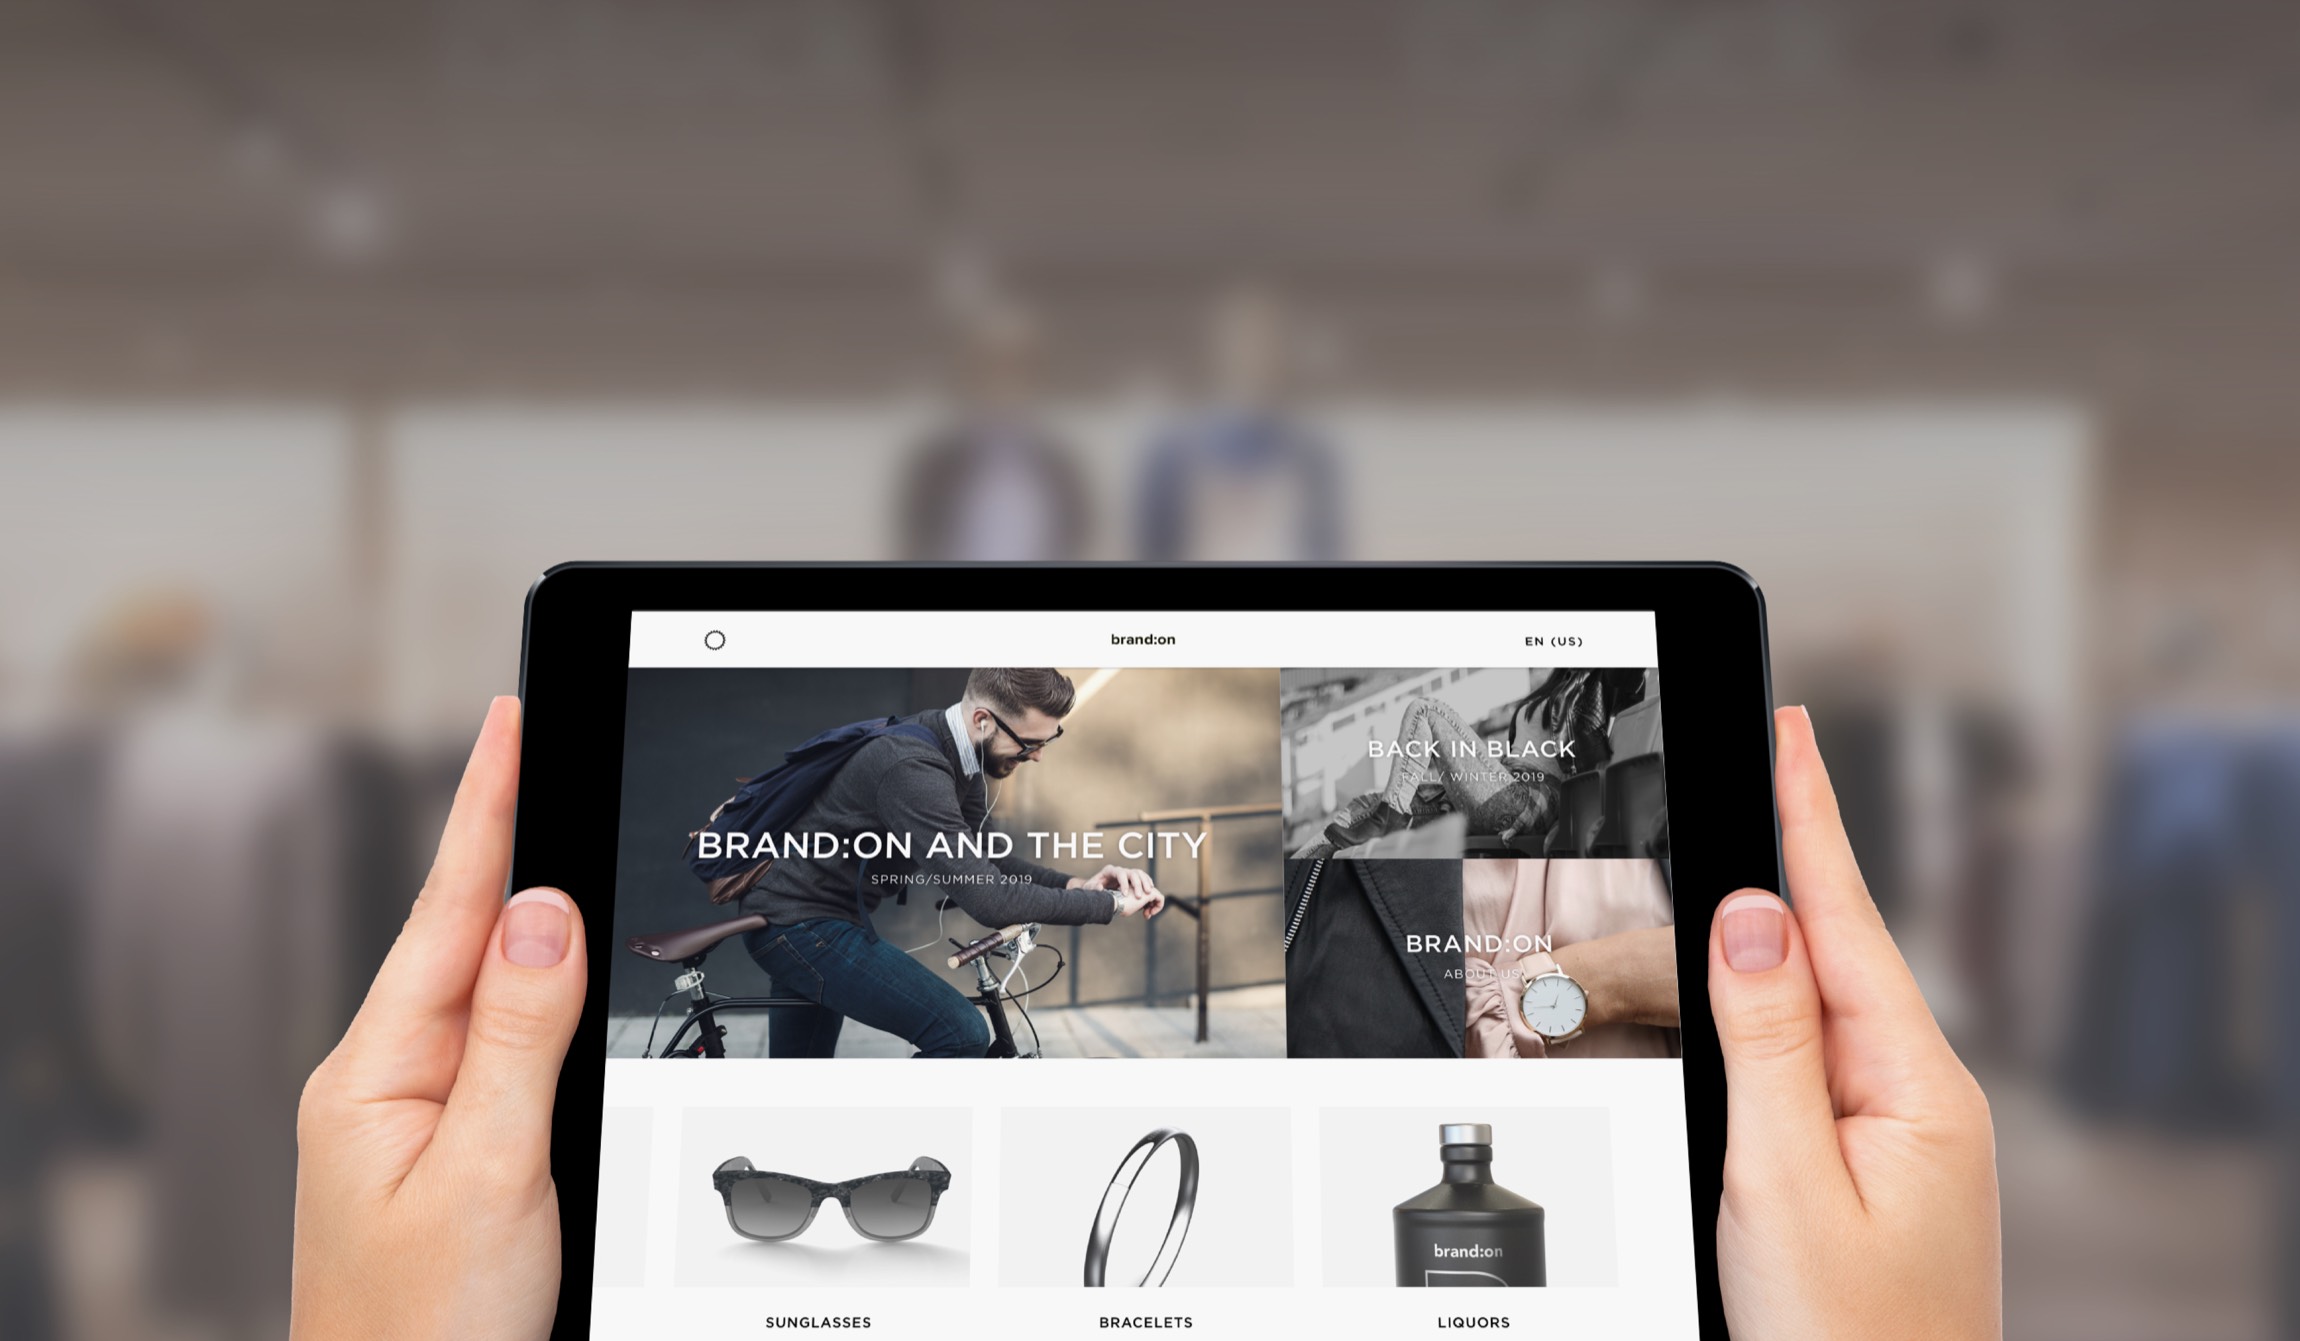 brand:on
EN (US)
BRAND:ON AND THE CITY
SPRING/SUMMER 2019
BACK IN BLACK
FALL/ WINTER 2019
BRAND:ON
ABOUT US
brand:on
SUNGLASSES
BRACELETS
LIQUORS